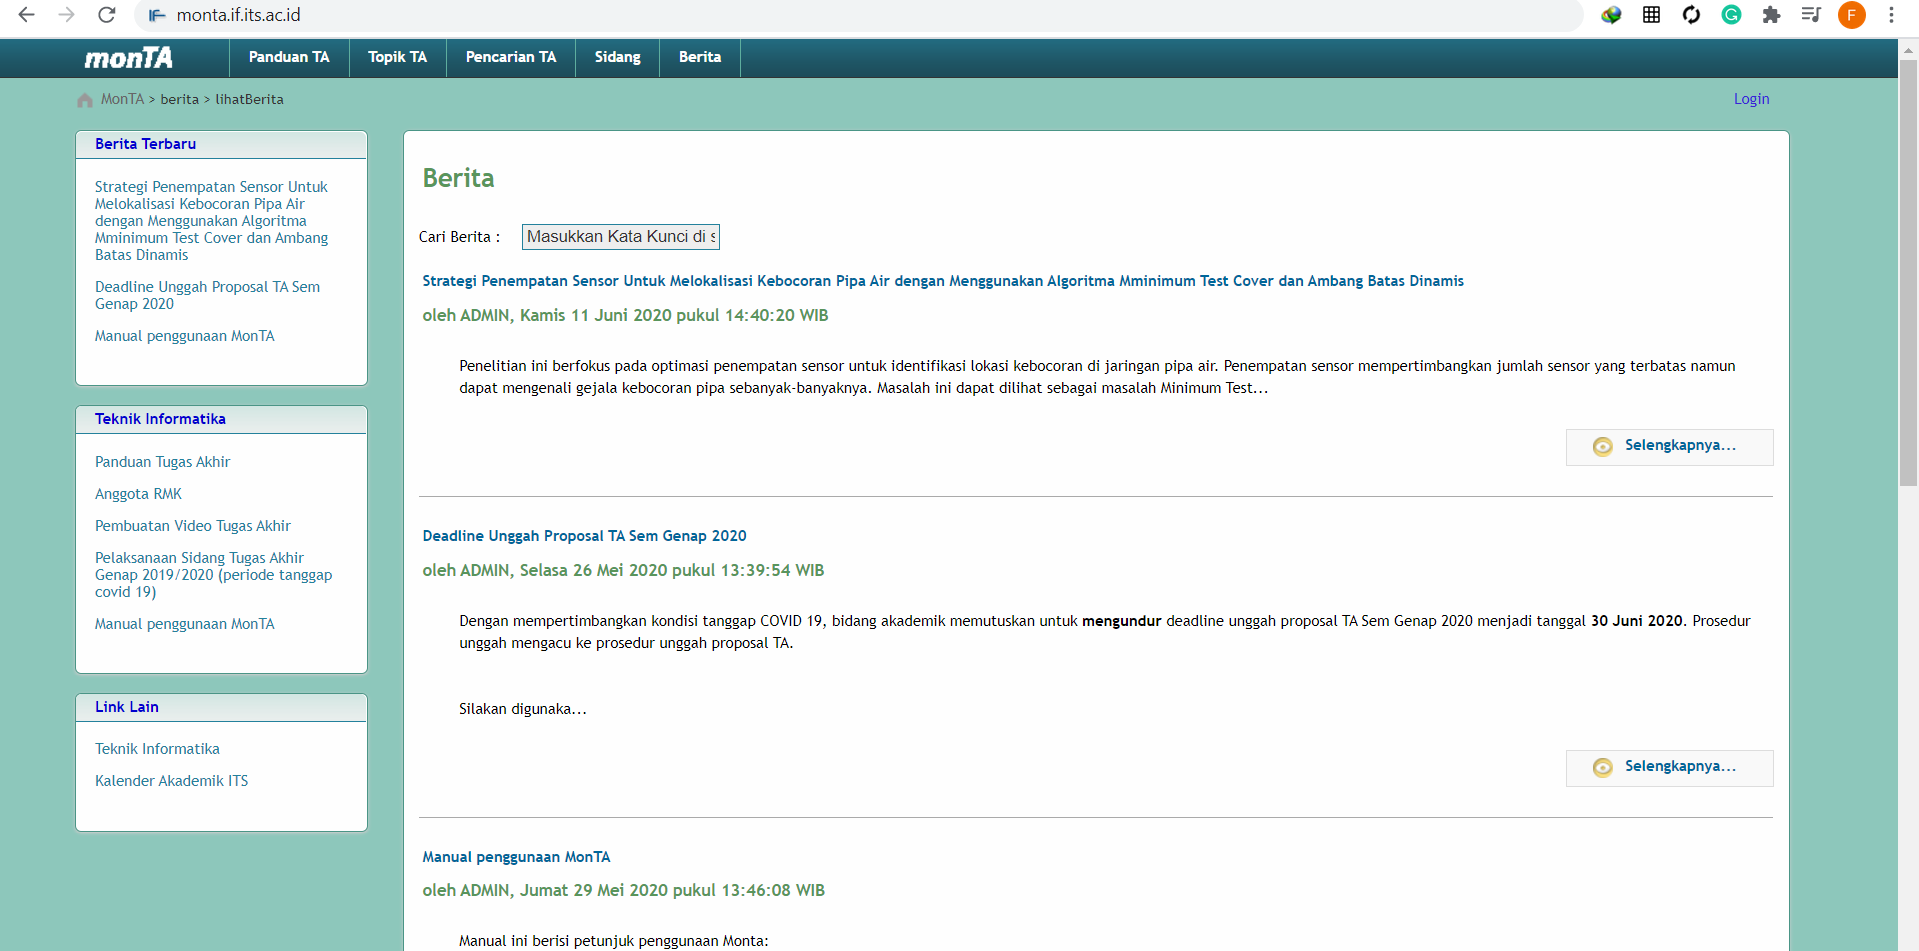 monta.if.its.ac.id
F
monTA
Panduan TA
Topik TA
Pencarian TA
Sidang
Berita
MonTA > berita > lihatBerita
Login
Berita Terbaru
Strategi Penempatan Sensor Untuk
Melokalisasi Kebocoran Pipa Air
dengan Menggunakan Algoritma
Mminimum Test Cover dan Ambang
Batas Dinamis
Deadline Unggah Proposal TA Sem
Genap 2020
Manual penggunaan MonTA
Teknik Informatika
Panduan Tugas Akhir
Anggota RMK
Pembuatan Video Tugas Akhir
Pelaksanaan Sidang Tugas Akhir
Genap 2019/2020 (periode tanggap
covid 19)
Manual penggunaan MonTA
Link Lain
Teknik Informatika
Kalender Akademik ITS
Berita
Cari Berita :
Masukkan Kata Kunci di s
Strategi Penempatan Sensor Untuk Melokalisasi Kebocoran Pipa Air dengan Menggunakan Algoritma Mminimum Test Cover dan Ambang Batas Dinamis
oleh ADMIN, Kamis 11 Juni 2020 pukul 14:40:20 WIB
Penelitian ini berfokus pada optimasi penempatan sensor untuk identifikasi lokasi kebocoran di jaringan pipa air. Penempatan sensor mempertimbangkan jumlah sensor yang terbatas namun
dapat mengenali gejala kebocoran pipa sebanyak-banyaknya. Masalah ini dapat dilihat sebagai masalah Minimum Test...
Selengkapnya...
Deadline Unggah Proposal TA Sem Genap 2020
oleh ADMIN, Selasa 26 Mei 2020 pukul 13:39:54 WIB
Dengan mempertimbangkan kondisi tanggap COVID 19, bidang akademik memutuskan untuk mengundur deadline unggah proposal TA Sem Genap 2020 menjadi tanggal 30 Juni 2020. Prosedur
unggah mengacu ke prosedur unggah proposal TA.
Silakan digunaka...
Selengkapnya...
Manual penggunaan MonTA
oleh ADMIN, Jumat 29 Mei 2020 pukul 13:46:08 WIB
Manual ini berisi petunjuk penggunaan Monta: